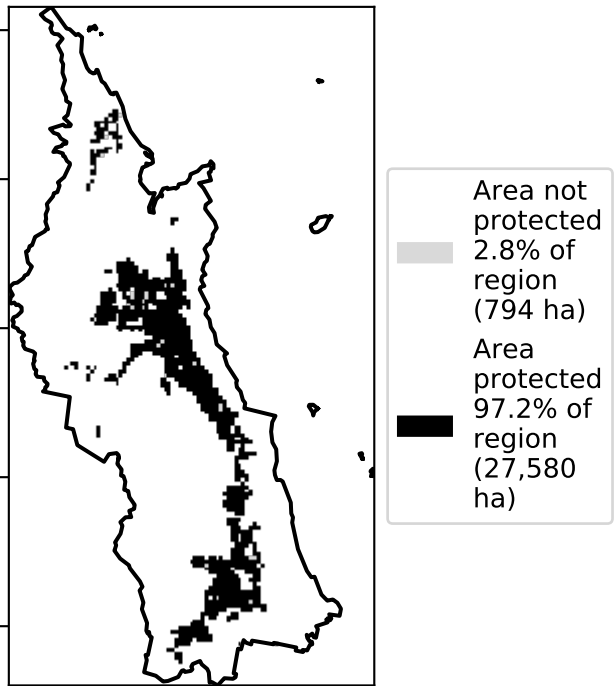 Area not
protected
2.8% of
region
(794 ha)
Area
protected
97.2% of
region
(27,580
ha)